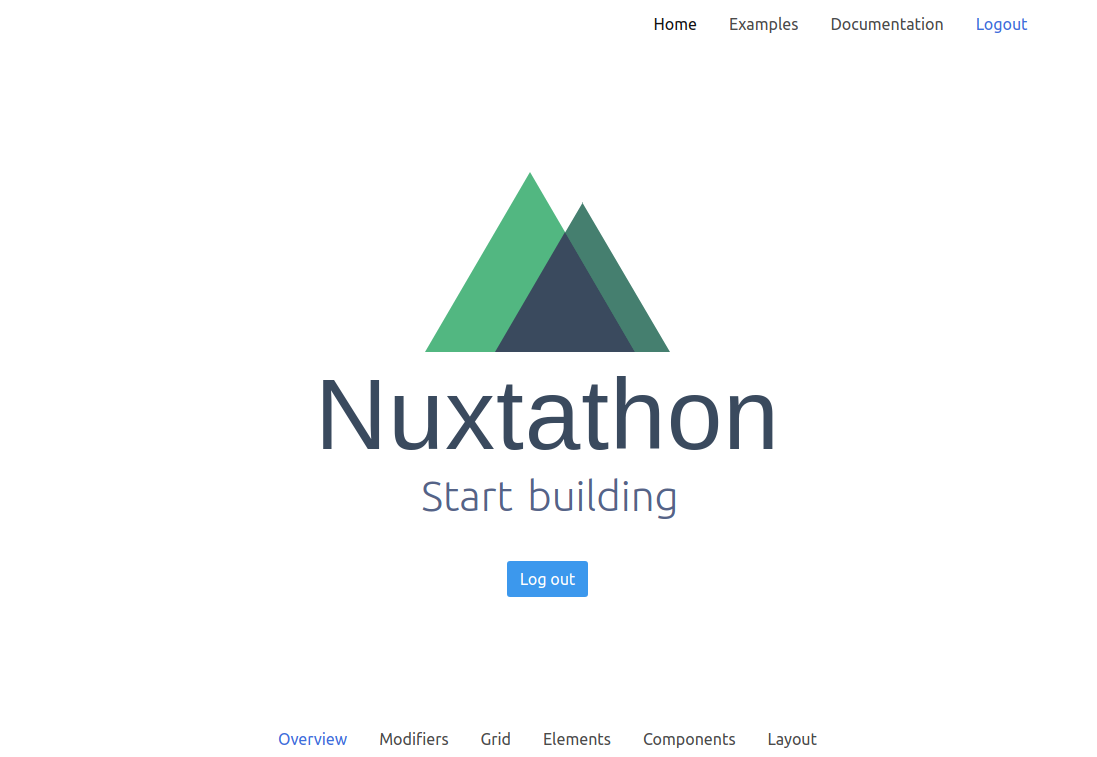 Home Examples Documentation Logout
Nuxtathon
Start building
Log out
Overview Modifiers Grid Elements Components Layout